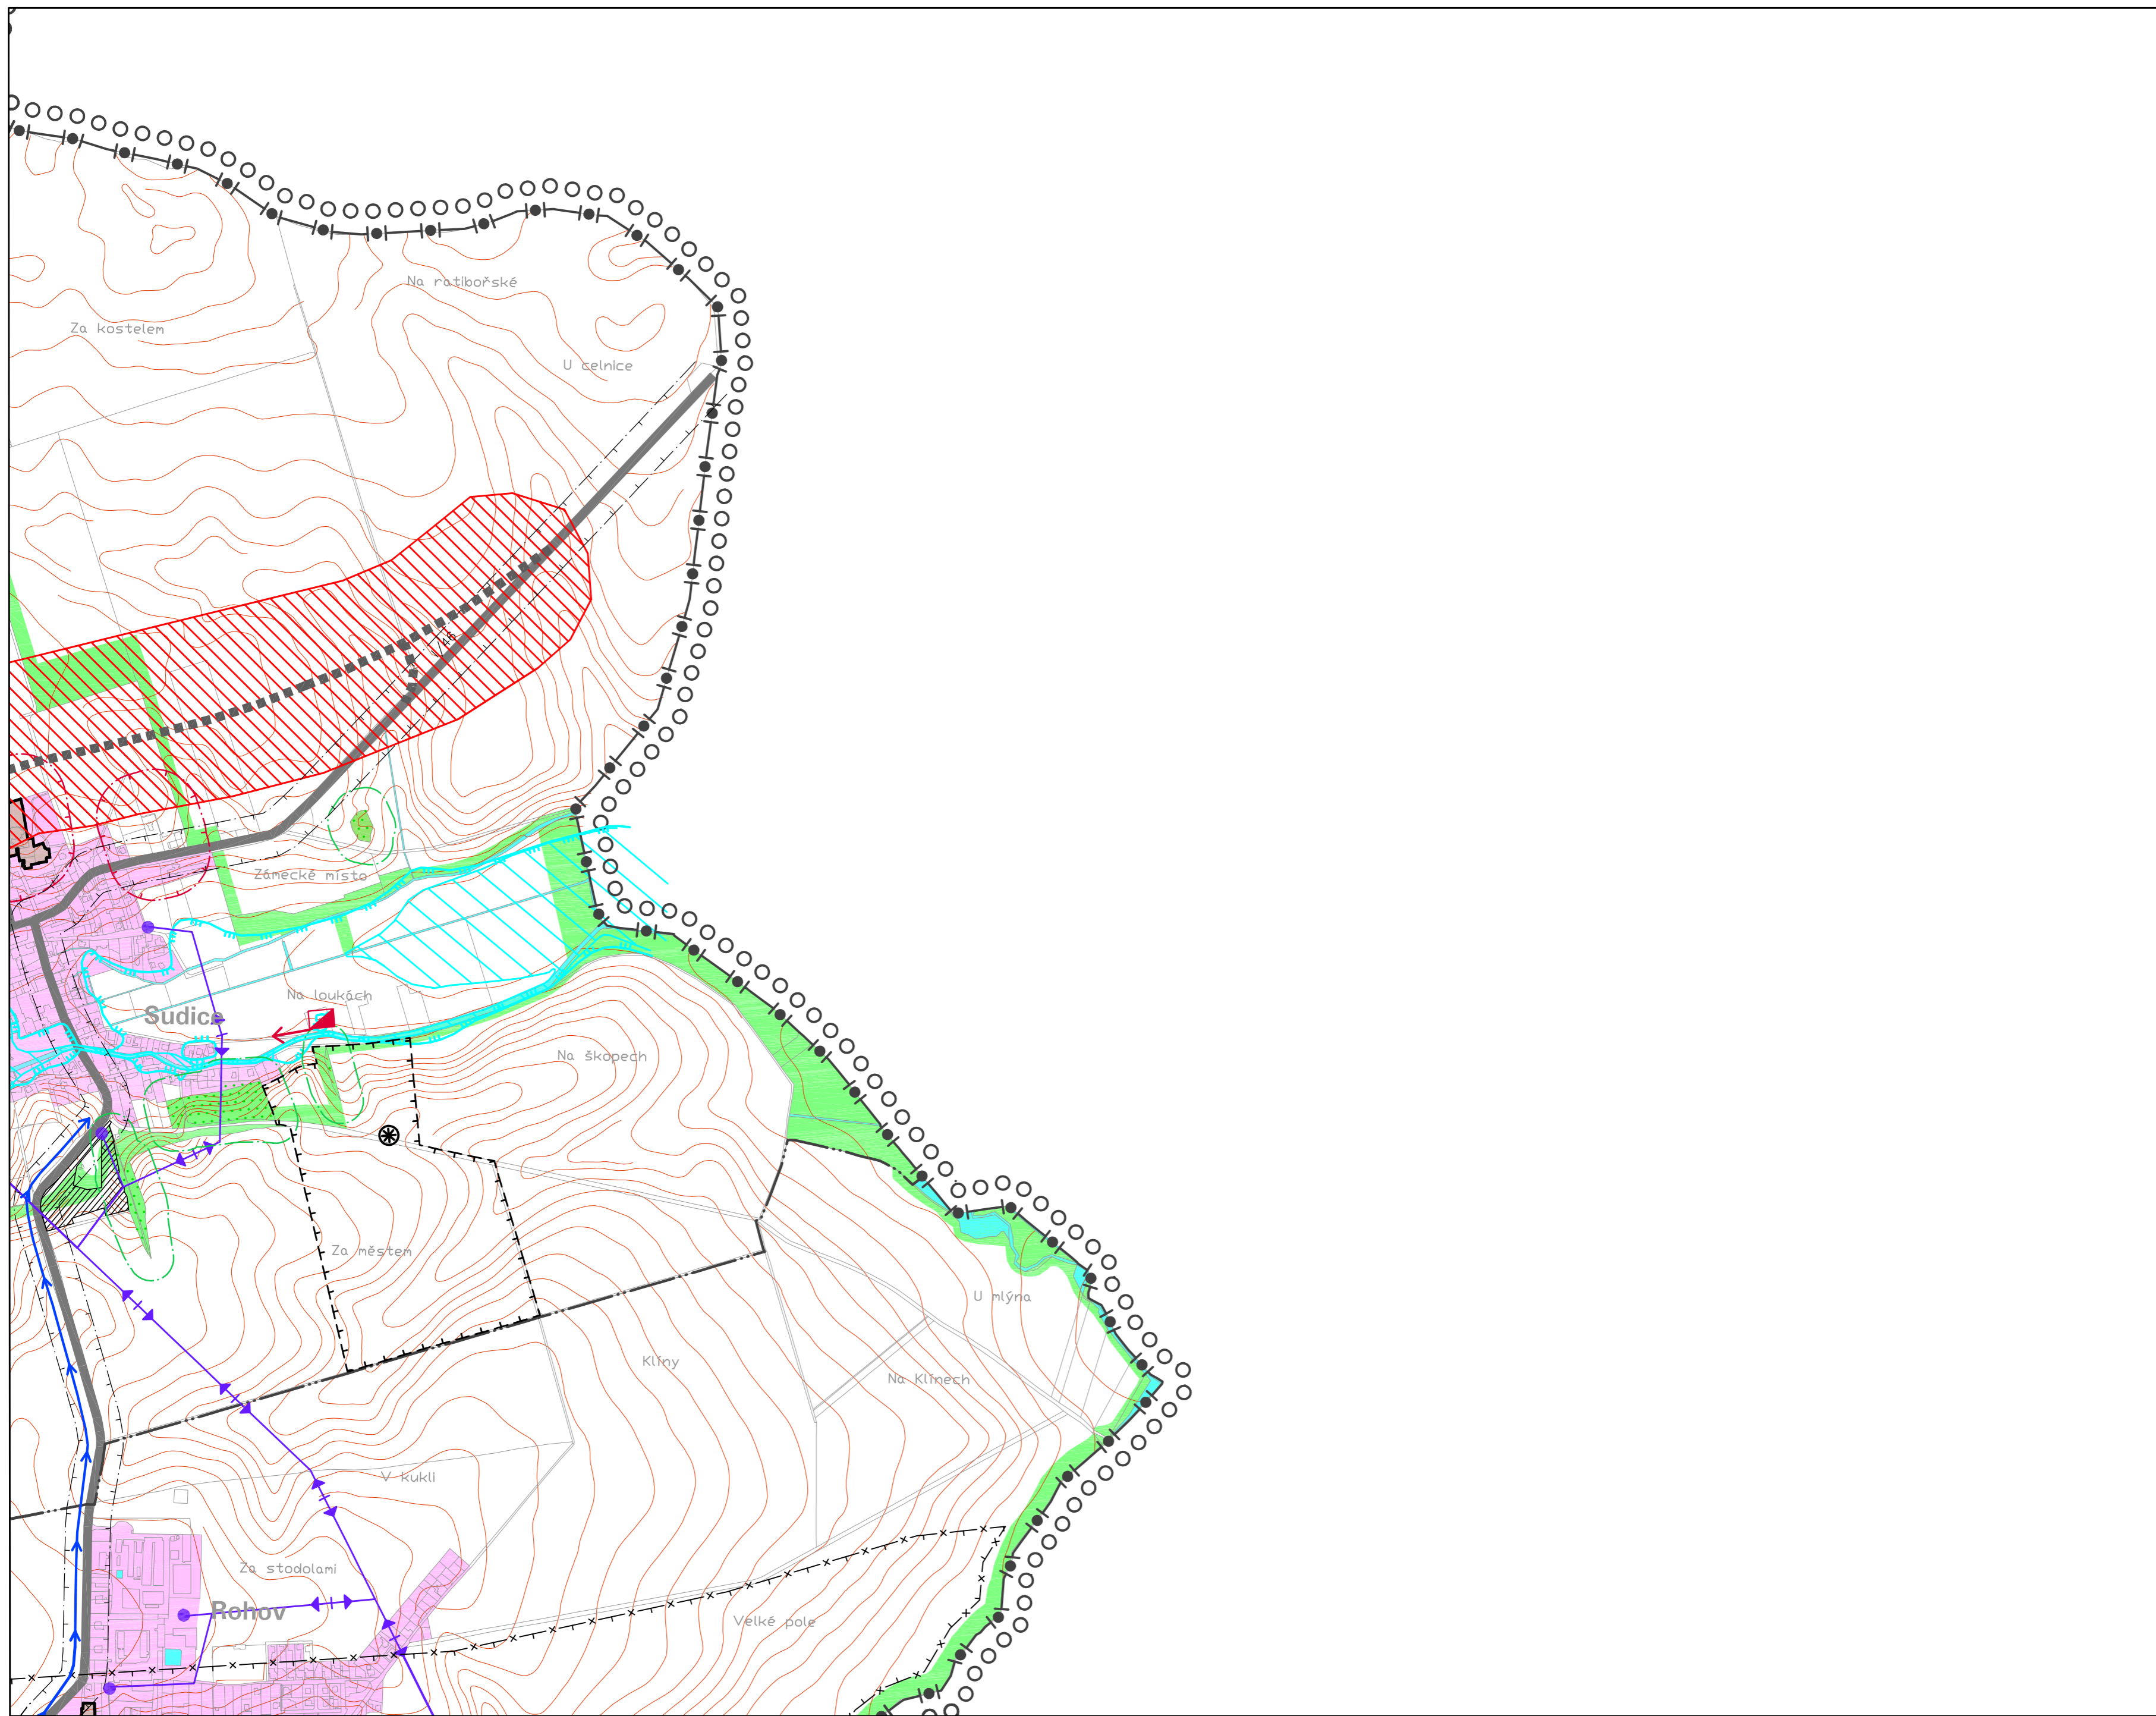 Na ratibořské
Za kostelem
U celnice
I/46
Zámecké místo
Na loukách
Sudice
Na škopech
Za městem
U mlýna
Klíny
Na Klínech
V kukli
Za stodolami
Rohov
Velké pole